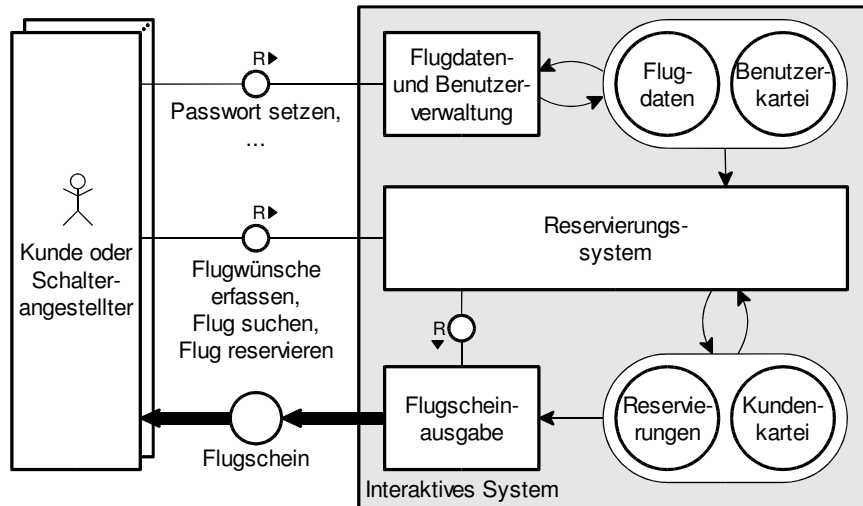 R
Passwort setzen,
...
Flugdaten-
und Benutzer-
verwaltung
Flug-
daten
Benutzer-
kartei
Kunde oder
Schalter-
angestellter
R
Flugwünsche
erfassen,
Flug suchen,
Flug reservieren
Reservierungs-
system
R
Flugschein
Flugschein-
ausgabe
Reservie-
rungen
Kunden-
kartei
Interaktives System